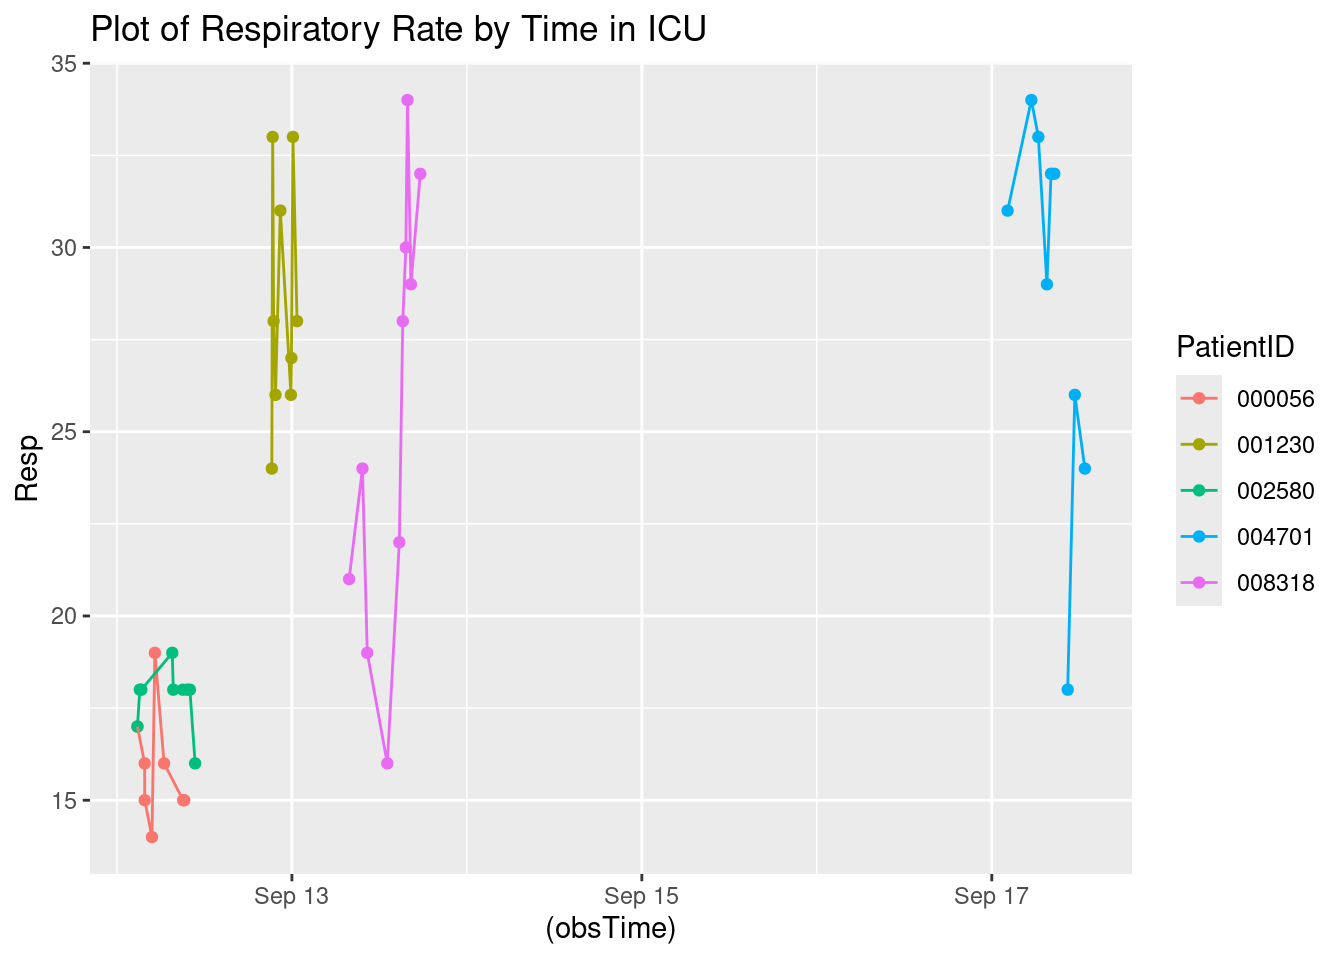 Plot of Respiratory Rate by Time in ICU
35
30
25
20
15
Resp
Sep 13
Sep 15
Sep 17
(obsTime)
PatientID
000056
001230
002580
004701
008318